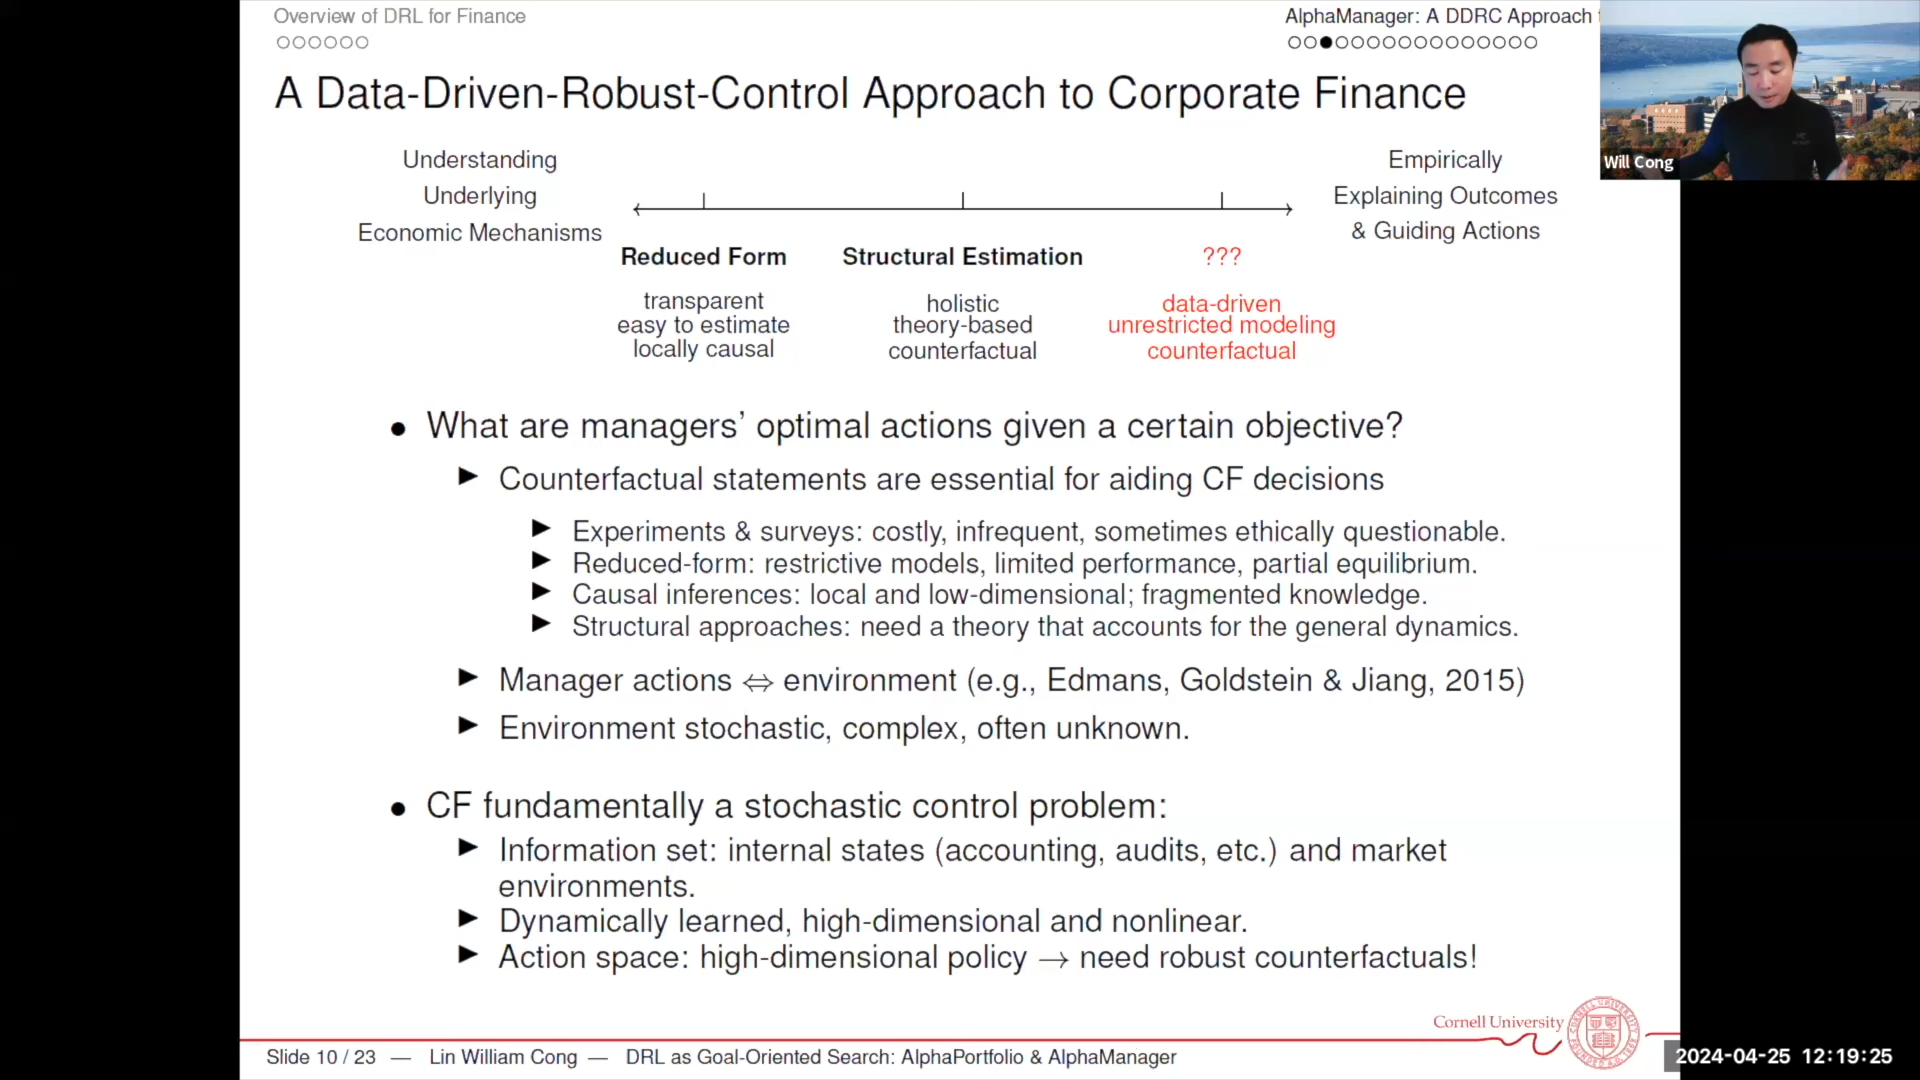 Overview of DRL for Finance
AlphaManager: A DDRC Approach
A Data-Driven-Robust-Control Approach to Corporate Finance
Will Cong
Understanding
Underlying
Economic Mechanisms
Empirically
Explaining Outcomes
& Guiding Actions
Reduced Form
transparent
easy to estimate
locally causal
Structural Estimation
holistic
theory-based
counterfactual
???
data-driven
unrestricted modeling
counterfactual
• What are managers' optimal actions given a certain objective?
▶ Counterfactual statements are essential for aiding CF decisions
▶ Experiments & surveys: costly, infrequent, sometimes ethically questionable.
▶ Reduced-form: restrictive models, limited performance, partial equilibrium.
▶ Causal inferences: local and low-dimensional; fragmented knowledge.
▶ Structural approaches: need a theory that accounts for the general dynamics.
▶ Manager actions ⇔ environment (e.g., Edmans, Goldstein & Jiang, 2015)
▶ Environment stochastic, complex, often unknown.
• CF fundamentally a stochastic control problem:
▶ Information set: internal states (accounting, audits, etc.) and market
environments.
▶ Dynamically learned, high-dimensional and nonlinear.
▶ Action space: high-dimensional policy → need robust counterfactuals!
Cornell University
Slide 10 / 23 — Lin William Cong — DRL as Goal-Oriented Search: AlphaPortfolio & AlphaManager
2024-04-25 12:19:25